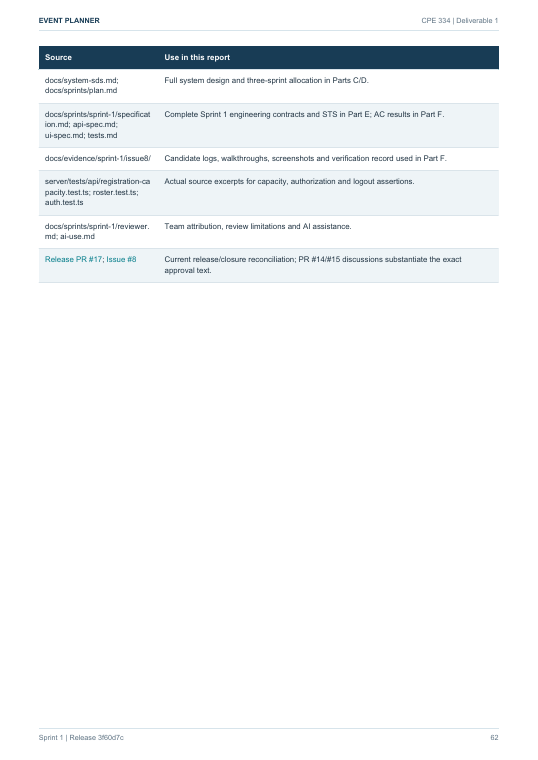 EVENT PLANNER
CPE 334 | Deliverable 1
Source
Use in this report
docs/system-sds.md;
docs/sprints/plan.md
Full system design and three-sprint allocation in Parts C/D.
docs/sprints/sprint-1/specificat
ion.md; api-spec.md;
ui-spec.md; tests.md
Complete Sprint 1 engineering contracts and STS in Part E; AC results in Part F.
docs/evidence/sprint-1/issue8/
Candidate logs, walkthroughs, screenshots and verification record used in Part F.
server/tests/api/registration-ca
pacity.test.ts; roster.test.ts;
auth.test.ts
Actual source excerpts for capacity, authorization and logout assertions.
docs/sprints/sprint-1/reviewer.
md; ai-use.md
Team attribution, review limitations and AI assistance.
Release PR #17; Issue #8
Current release/closure reconciliation; PR #14/#15 discussions substantiate the exact
approval text.
Sprint 1 | Release 3f60d7c
62